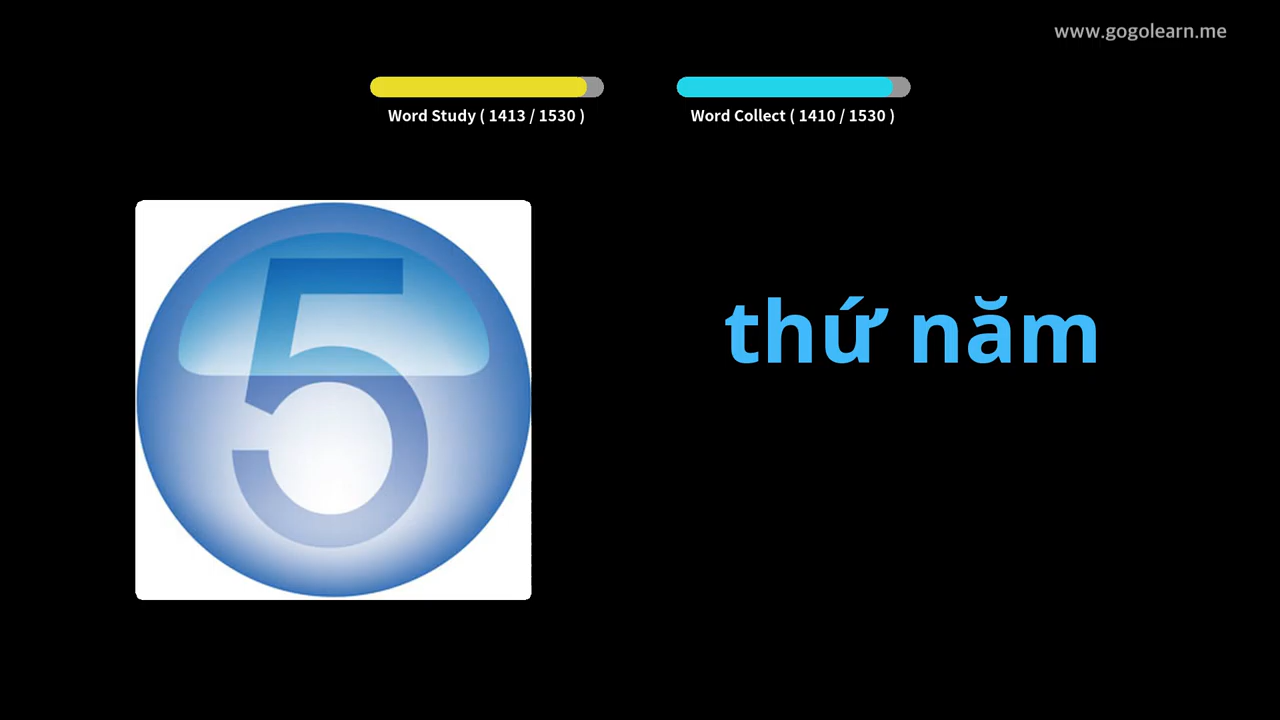 www.gogolearn.me
Word Study ( 1413 / 1530 )
Word Collect ( 1410 / 1530 )
5
thứ năm